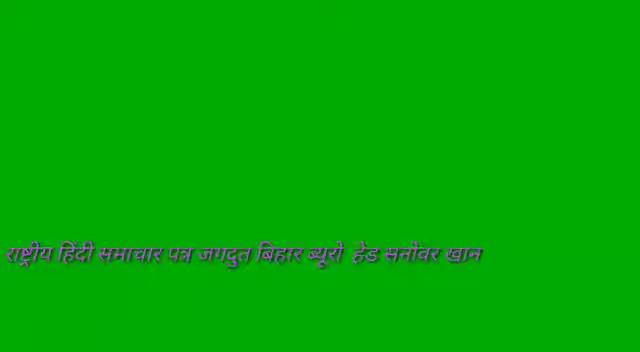 राष्ट्रीय हिंदी समाचार पत्र जगदुत बिहार ब्यूरो हेड सनोवर खान